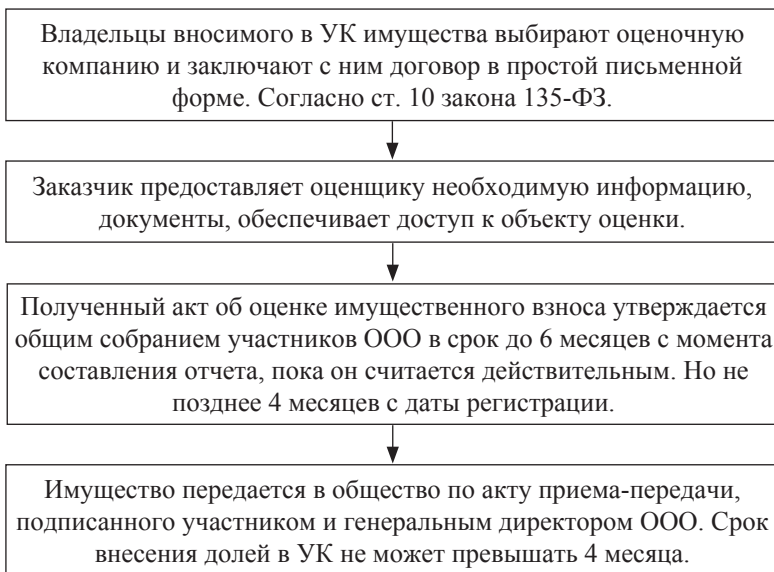 Владельцы вносимого в УК имущества выбирают оценочную
компанию и заключают с ним договор в простой письменной
форме. Согласно ст. 10 закона 135-ФЗ.
Заказчик предоставляет оценщику необходимую информацию,
документы, обеспечивает доступ к объекту оценки.
Полученный акт об оценке имущественного взноса утверждается
общим собранием участников ООО в срок до 6 месяцев с момента
составления отчета, пока он считается действительным. Но не
позднее 4 месяцев с даты регистрации.
Имущество передается в общество по акту приема-передачи,
подписанного участником и генеральным директором ООО. Срок
внесения долей в УК не может превышать 4 месяца.